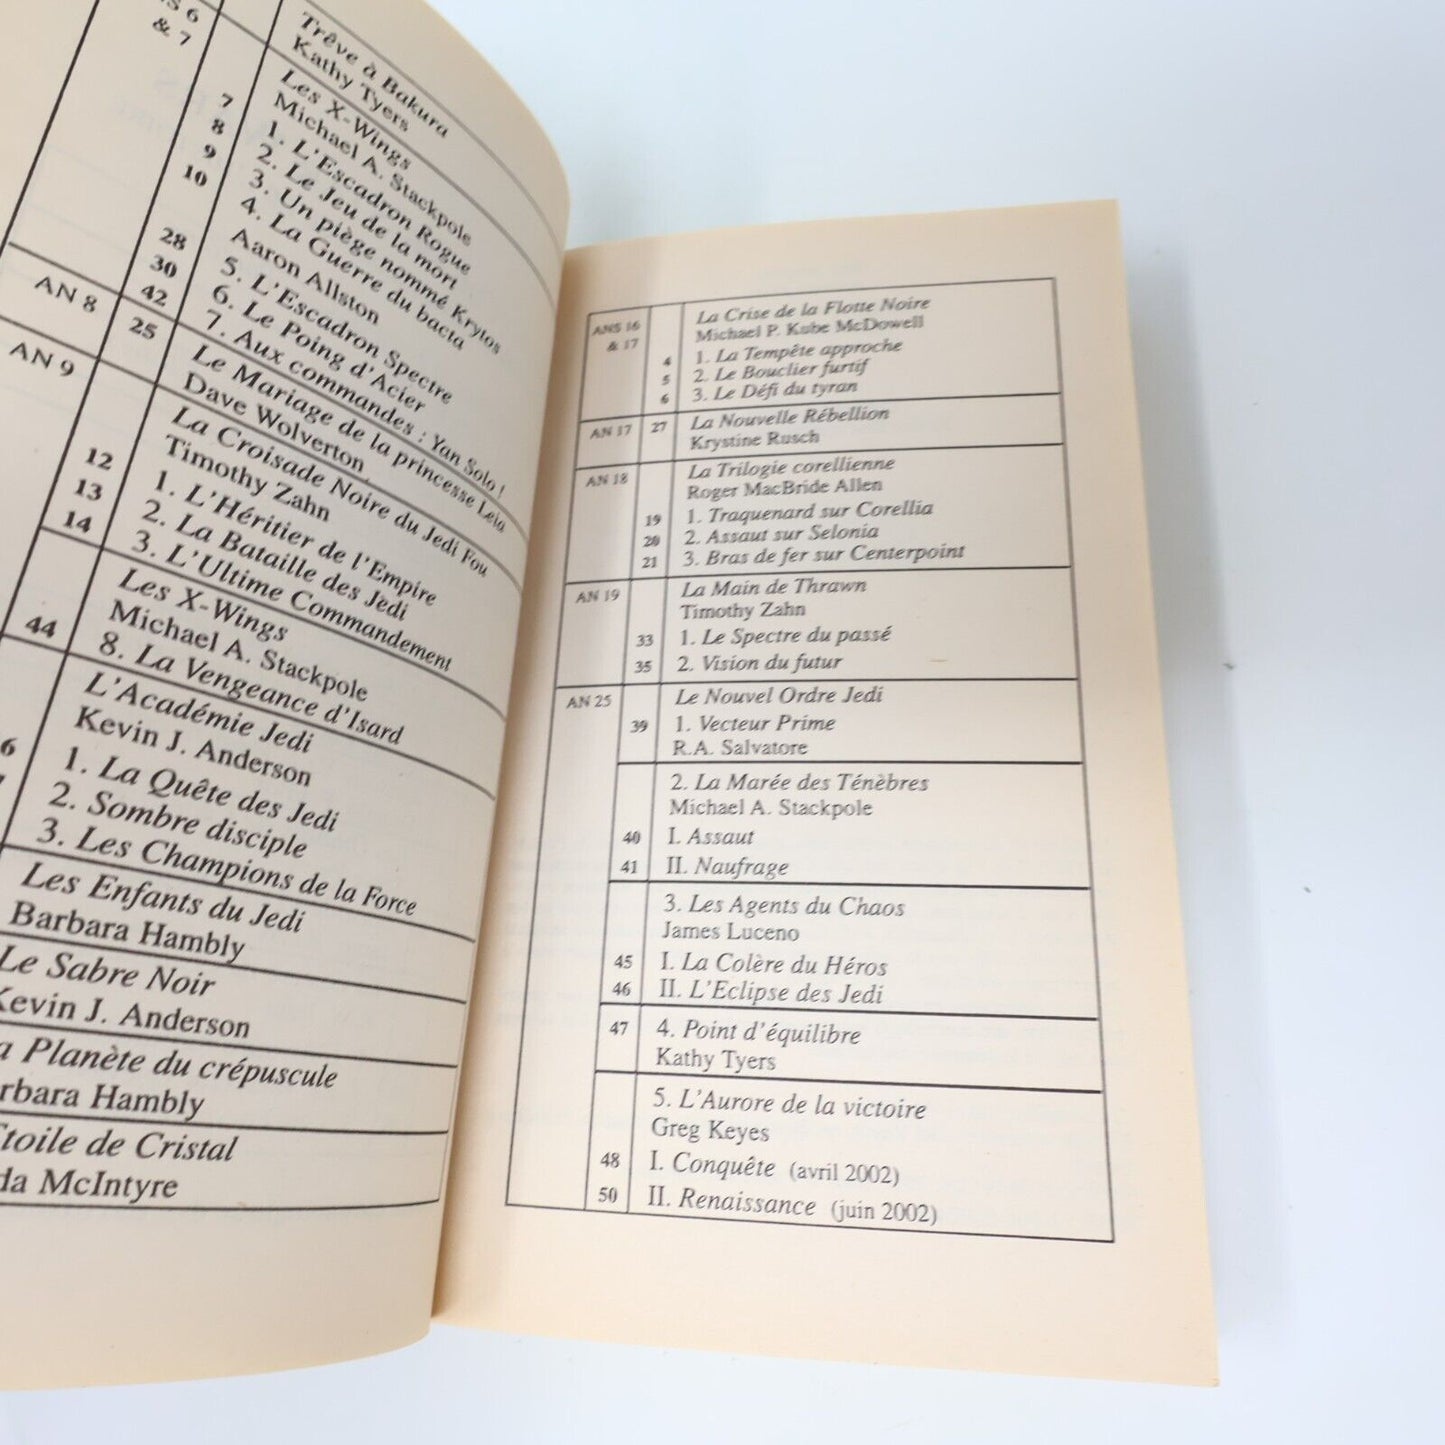 & 7
Trêve à Bakura
Kathy Tyers
Les X-Wings
Michael A. Stackpole
7 1. L'Escadron Rogue
8 2. Le Jeu de la mort
9 3. Un piège nommé Krytos
10 4. La Guerre du bacta
Aaron Allston
28 5. L'Escadron Spectre
30 6. Le Poing d'Acier
42 7. Aux commandes : Yan Solo !
AN 8 25 Le Mariage de la princesse Leia
Dave Wolverton
AN 9 La Croisade Noire du Jedi Fou
Timothy Zahn
12 1. L'Héritier de l'Empire
13 2. La Bataille des Jedi
14 3. L'Ultime Commandement
Les X-Wings
Michael A. Stackpole
44 8. La Vengeance d'Isard
L'Académie Jedi
Kevin J. Anderson
1. La Quête des Jedi
6 2. Sombre disciple
3. Les Champions de la Force
Les Enfants du Jedi
Barbara Hambly
Le Sabre Noir
Kevin J. Anderson
Planète du crépuscule
Hambly
de Cristal
McIntyre
ANS 16 La Crise de la Flotte Noire
& 17 Michael P. Kube McDowell
4 1. La Tempête approche
5 2. Le Bouclier furtif
6 3. Le Défi du tyran
AN 17 27 La Nouvelle Rébellion
Krystine Rusch
AN 18 La Trilogie corellienne
Roger MacBride Allen
19 1. Traquenard sur Corellia
20 2. Assaut sur Selonia
21 3. Bras de fer sur Centerpoint
AN 19 La Main de Thrawn
Timothy Zahn
33 1. Le Spectre du passé
35 2. Vision du futur
AN 25 Le Nouvel Ordre Jedi
39 1. Vecteur Prime
R.A. Salvatore
2. La Marée des Ténèbres
Michael A. Stackpole
40 I. Assaut
41 II. Naufrage
3. Les Agents du Chaos
James Luceno
45 I. La Colère du Héros
46 II. L'Eclipse des Jedi
47 4. Point d'équilibre
Kathy Tyers
5. L'Aurore de la victoire
Greg Keyes
48 I. Conquête (avril 2002)
50 II. Renaissance (juin 2002)